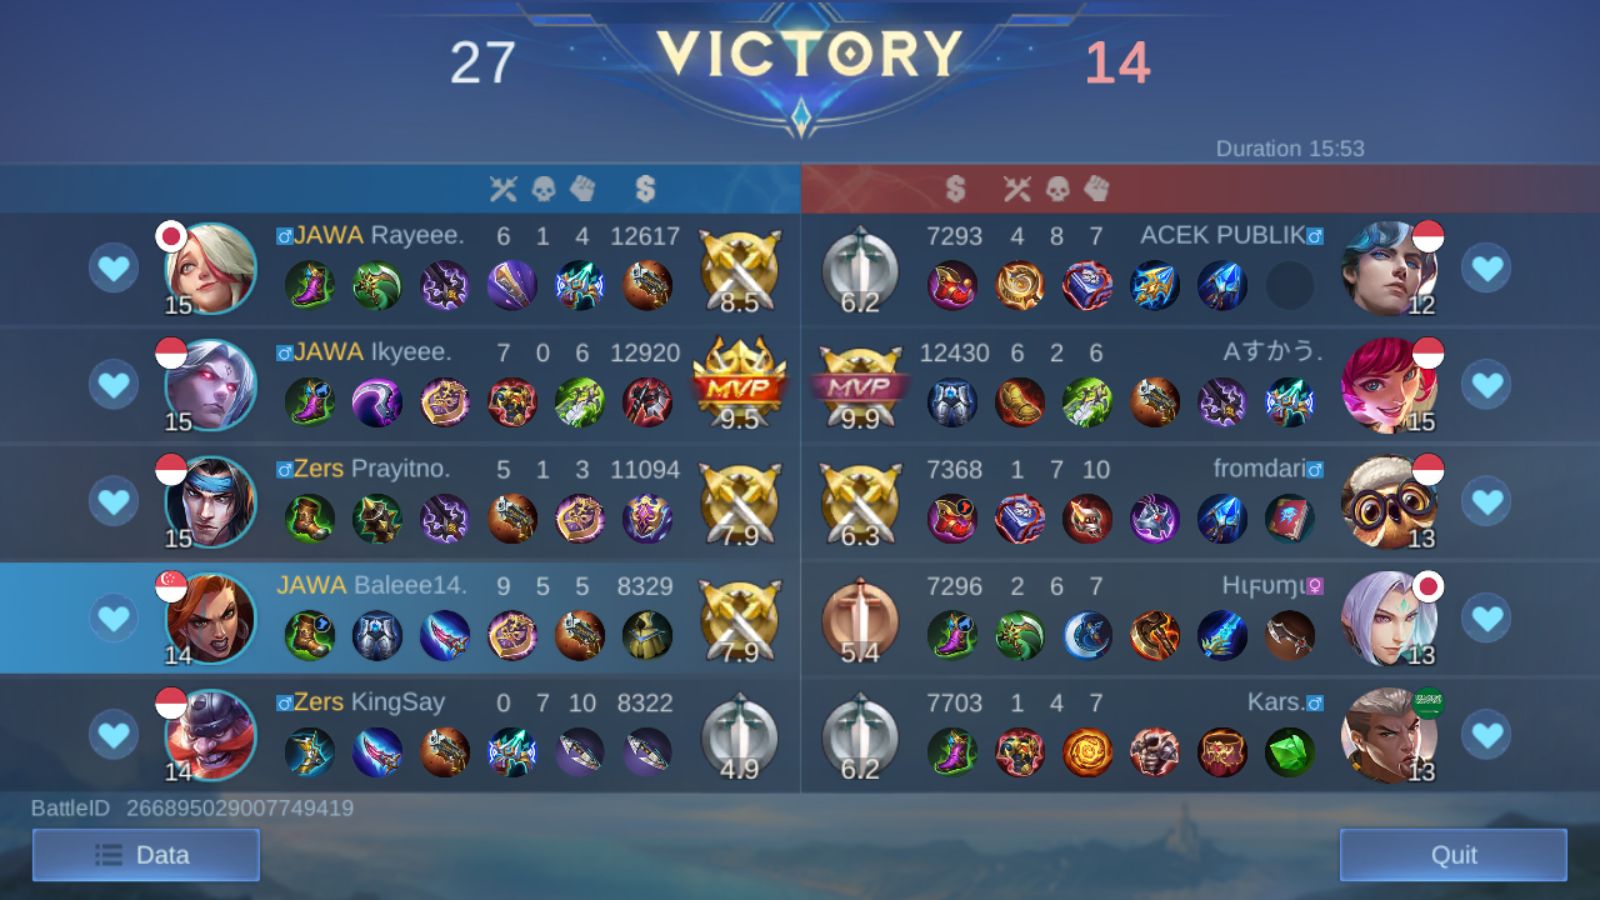 27 VICTORY 14
Duration 15:53
JAWA Rayeee. 6 1 4 12617
15 8.5
7293 4 8 7 ACEK PUBLIK
6.2 12
JAWA Ikyeee. 7 0 6 12920
15 MVP 9.5
12430 6 2 6 Aすかう.
MVP 9.9 15
Zers Prayitno. 5 1 3 11094
15 7.9
7368 1 7 10 fromdari
6.3 13
JAWA Baleee14. 9 5 5 8329
14 7.9
7296 2 6 7 Hιϝυɱι
5.4 13
Zers KingSay 0 7 10 8322
14 4.9
7703 1 4 7 Kars.
6.2 13
BattleID 266895029007749419
Data
Quit